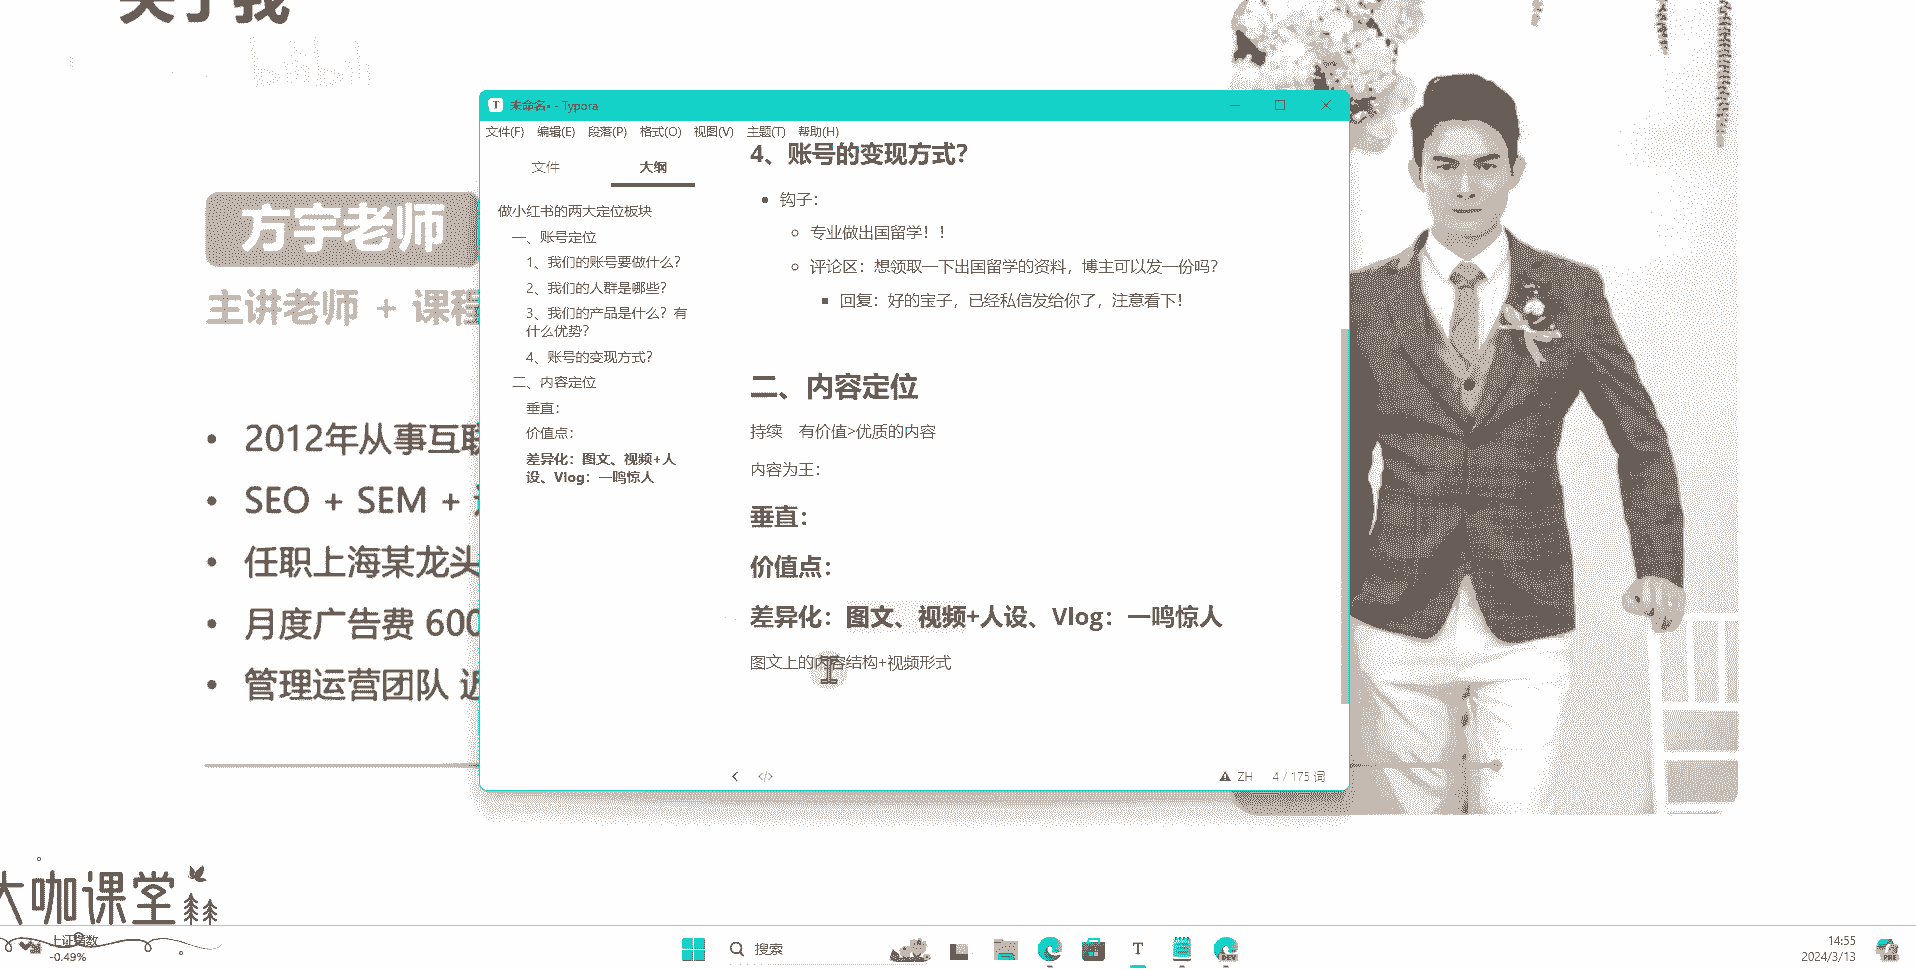 关于我
bilibili
方宇老师
主讲老师 + 课程
• 2012年从事互联
• SEO + SEM +
• 任职上海某龙头
• 月度广告费 600
• 管理运营团队 近
未命名• - Typora
文件(F) 编辑(E) 段落(P) 格式(O) 视图(V) 主题(T) 帮助(H)
文件 大纲
做小红书的两大定位板块
一、账号定位
1、我们的账号要做什么？
2、我们的人群是哪些？
3、我们的产品是什么？有
什么优势？
4、账号的变现方式？
二、内容定位
垂直：
价值点：
差异化：图文、视频+人
设、Vlog：一鸣惊人
4、账号的变现方式？
• 钩子：
○ 专业做出国留学！！
○ 评论区：想领取一下出国留学的资料，博主可以发一份吗？
■ 回复：好的宝子，已经私信发给你了，注意看下！
二、内容定位
持续 有价值>优质的内容
内容为王：
垂直：
价值点：
差异化：图文、视频+人设、Vlog：一鸣惊人
图文上的内容结构+视频形式
</> ZH 4 / 175 词
大咖课堂
上证指数
-0.49%
搜索
T
DEV
14:55
2024/3/13
PRE